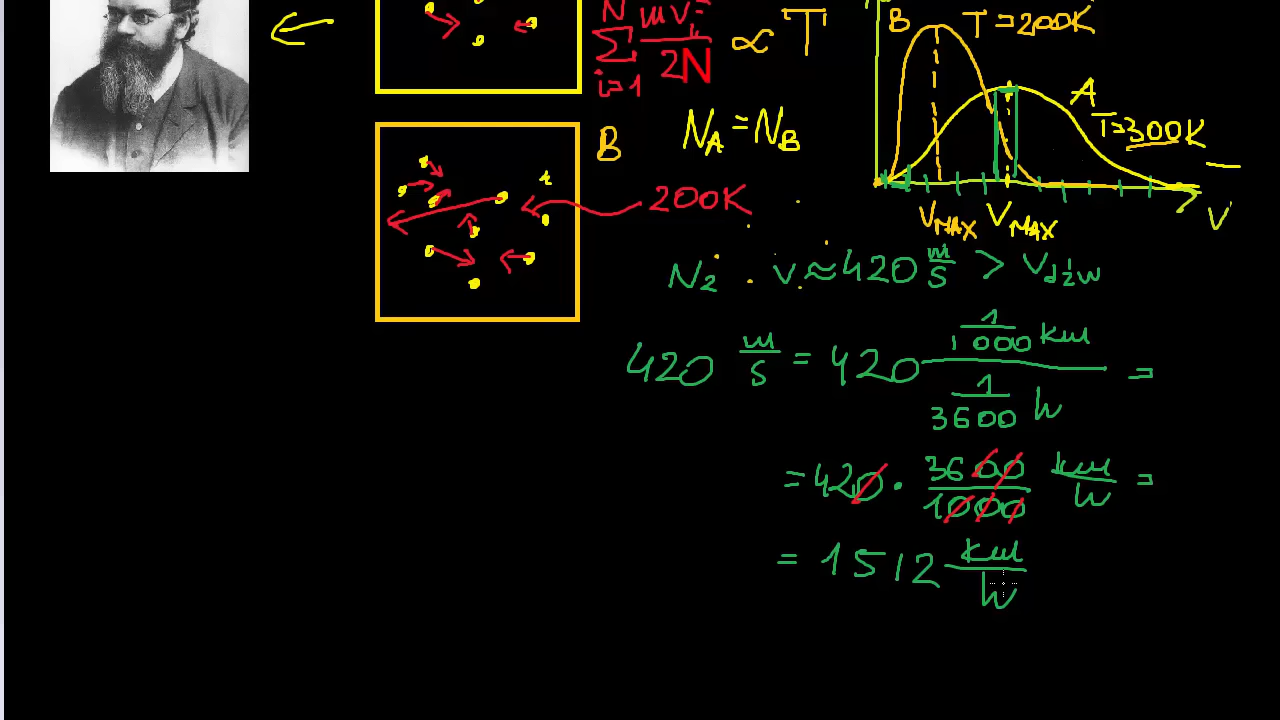 N
∑ mvᵢ²/2N ∝ T
i=1
B T=200K
A
T=300K
N_A = N_B
B
200K
V_MAX V_MAX V
N₂ v ≈ 420 m/s > V_dźw
420 m/s = 420 (1/1000 km)/(1/3600 h) =
= 420 · 3600/1000 km/h =
= 1512 km/h